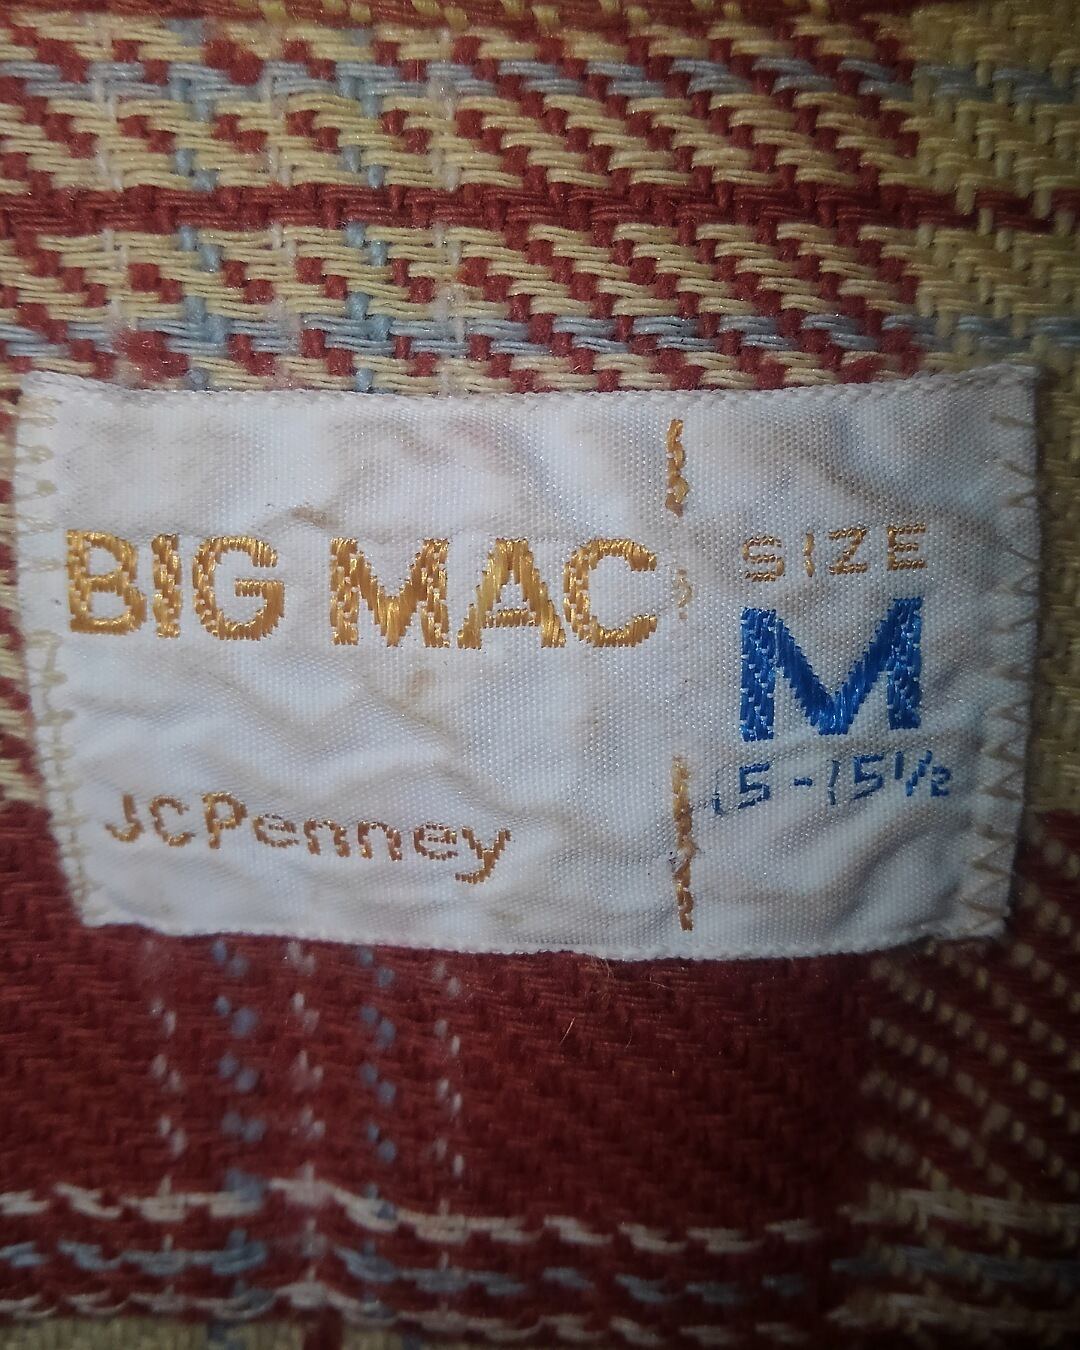 BIG MAC
JCPenney
SIZE
M
15-15½